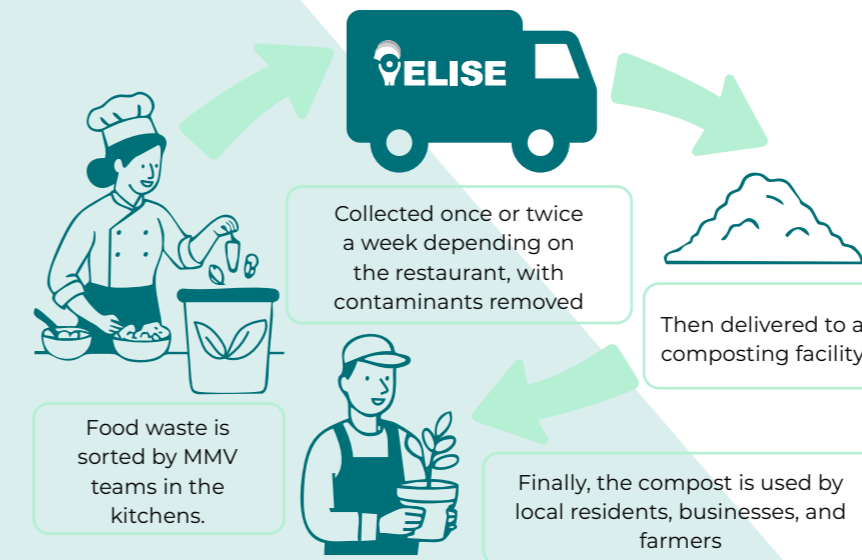 ELISE
Collected once or twice
a week depending on
the restaurant, with
contaminants removed
Then delivered to a
composting facility
Food waste is
sorted by MMV
teams in the
kitchens.
Finally, the compost is used by
local residents, businesses, and
farmers